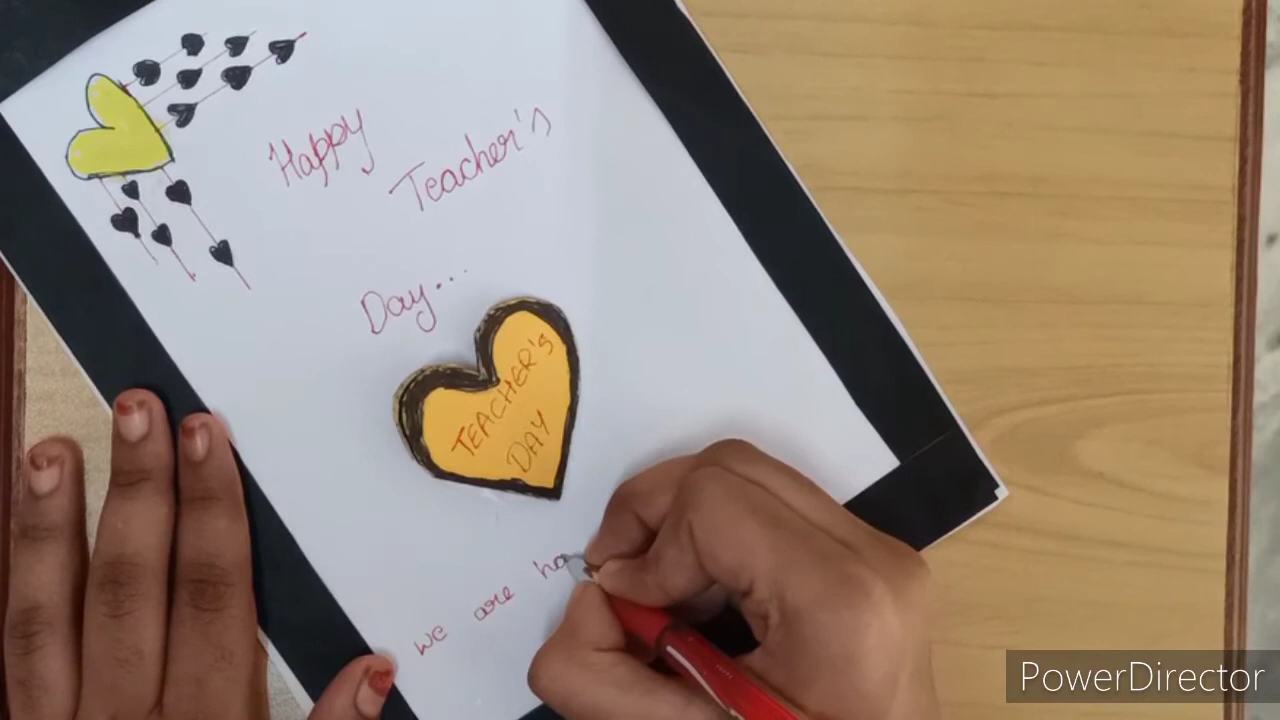 Happy Teacher's
Day...
TEACHER's
DAY
we are
PowerDirector